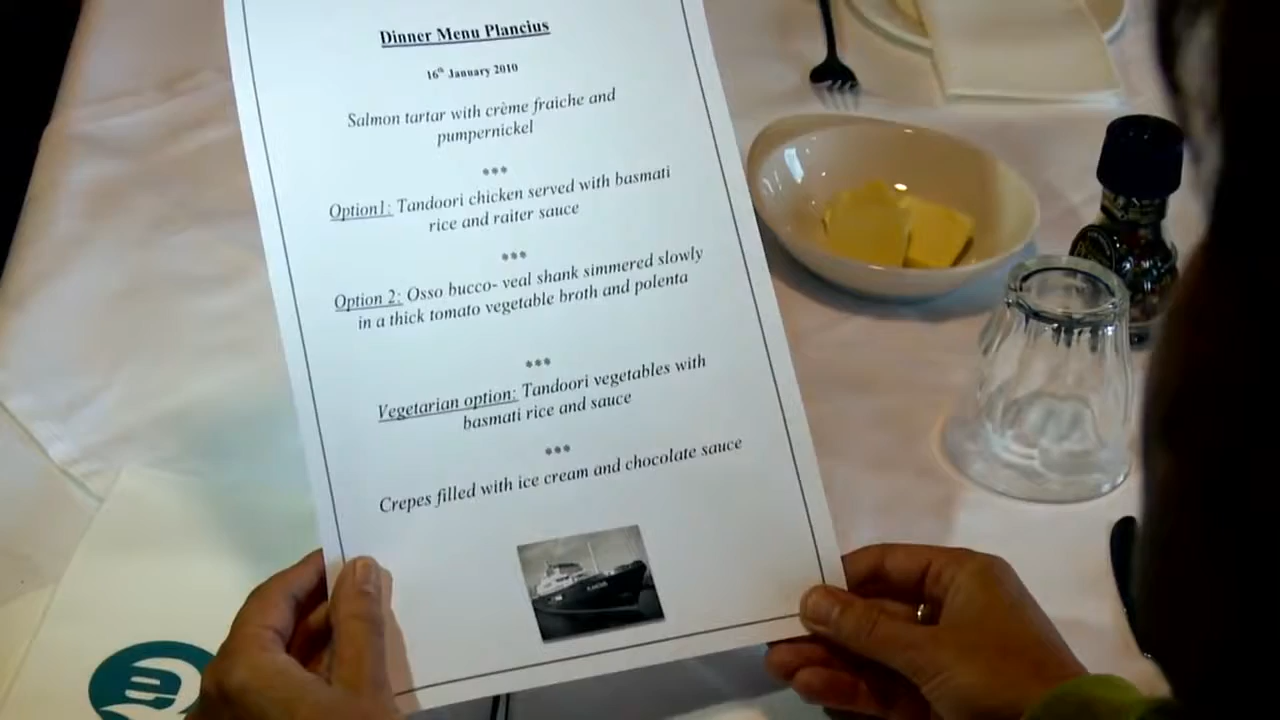 Dinner Menu Plancius
16th January 2010
Salmon tartar with crème fraiche and
pumpernickel
***
Option1: Tandoori chicken served with basmati
rice and raiter sauce
***
Option 2: Osso bucco- veal shank simmered slowly
in a thick tomato vegetable broth and polenta
***
Vegetarian option: Tandoori vegetables with
basmati rice and sauce
***
Crepes filled with ice cream and chocolate sauce
PLANCIUS